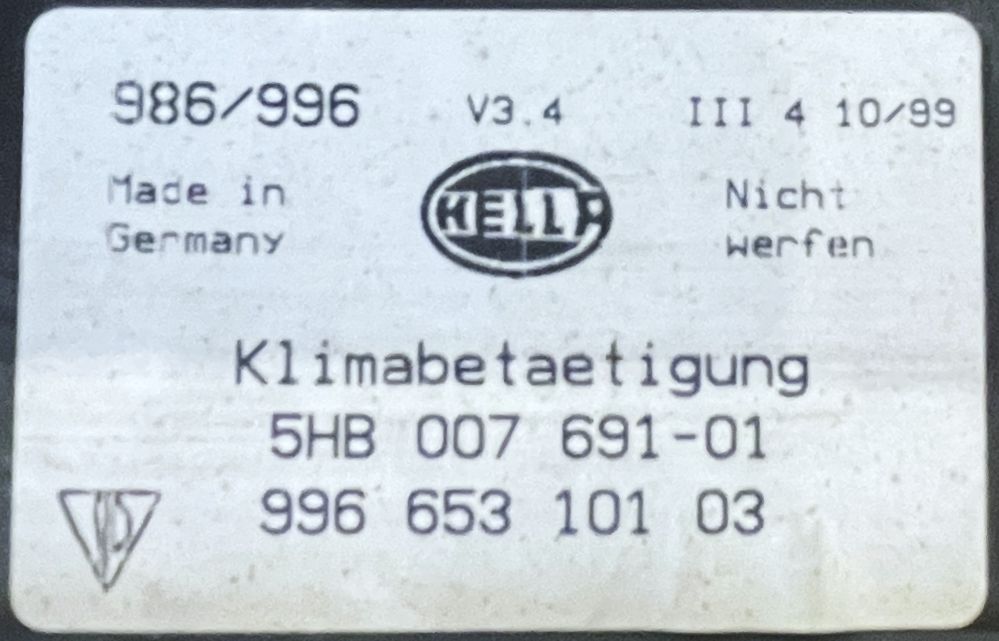 986/996 V3.4 III 4 10/99
Made in Nicht
Germany werfen
HELLA
Klimabetaetigung
5HB 007 691-01
996 653 101 03